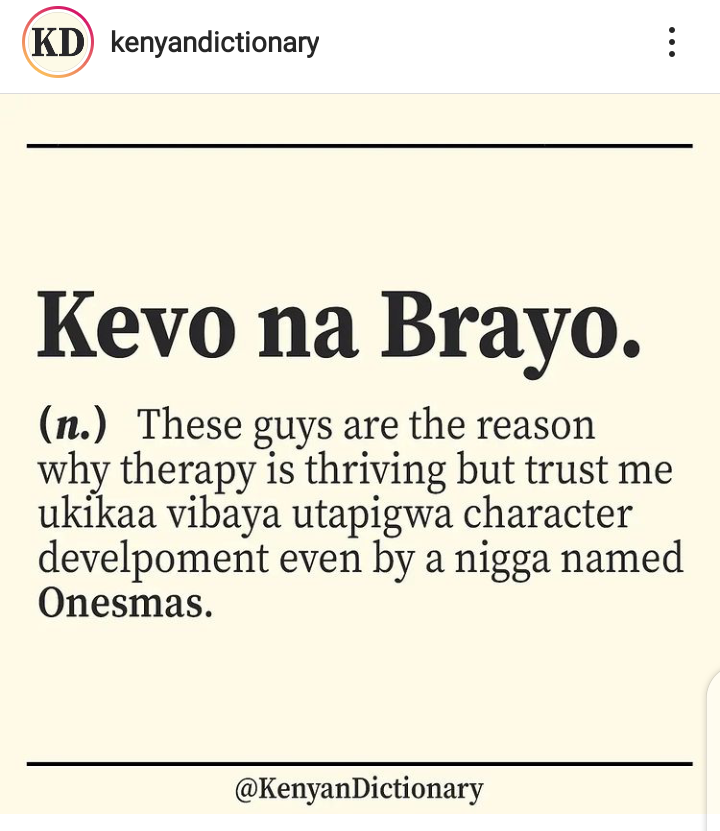 KD kenyandictionary
Kevo na Brayo.
(n.) These guys are the reason
why therapy is thriving but trust me
ukikaa vibaya utapigwa character
develpoment even by a nigga named
Onesmas.
@KenyanDictionary